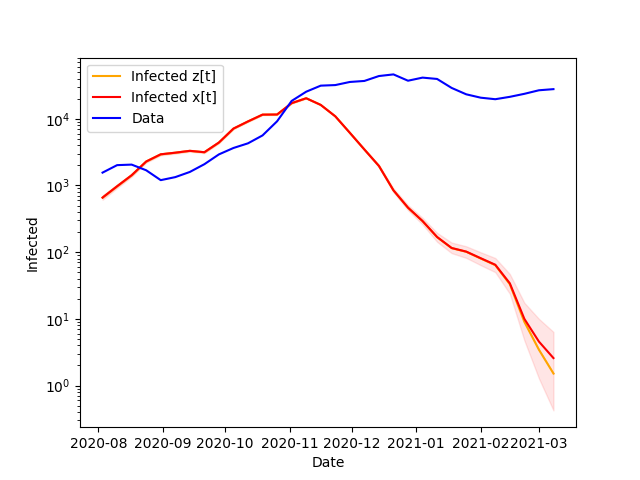 Infected z[t]
Infected x[t]
Data
Infected
10⁴
10³
10²
10¹
10⁰
2020-08 2020-09 2020-10 2020-11 2020-12 2021-01 2021-02 2021-03
Date